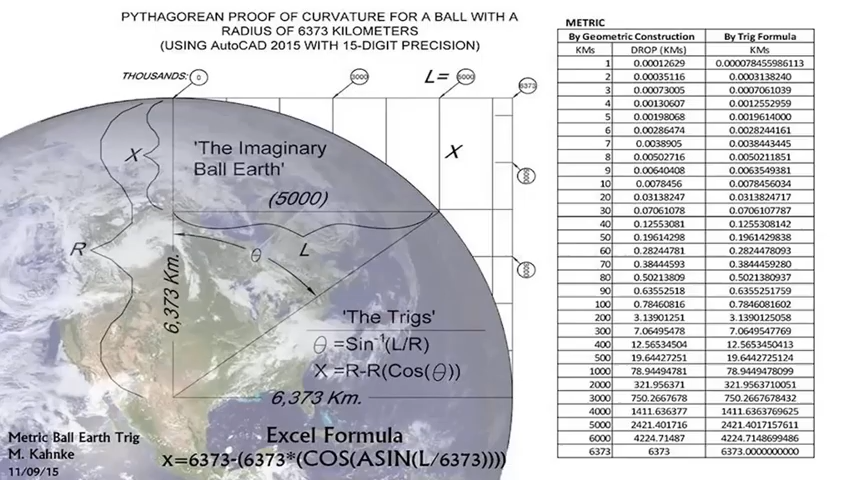 PYTHAGOREAN PROOF OF CURVATURE FOR A BALL WITH A
RADIUS OF 6373 KILOMETERS
(USING AutoCAD 2015 WITH 15-DIGIT PRECISION)
THOUSANDS:
0
3000
L=
5000
6373
X
'The Imaginary
Ball Earth'
X
(5000)
R
θ
L
6,373 Km.
'The Trigs'
θ =Sin⁻¹(L/R)
X =R-R(Cos(θ))
6,373 Km.
Metric Ball Earth Trig
M. Kahnke
11/09/15
Excel Formula
X=6373-(6373*(COS(ASIN(L/6373))))
METRIC
By Geometric Construction By Trig Formula
KMs DROP (KMs) KMs
1 0.00012629 0.000078455986113
2 0.00035116 0.0003138240
3 0.00073005 0.0007061039
4 0.00130607 0.0012552959
5 0.00198068 0.0019614000
6 0.00286474 0.0028244161
7 0.0038905 0.0038443445
8 0.00502716 0.0050211851
9 0.00640408 0.0063549381
10 0.0078456 0.0078456034
20 0.03138247 0.0313824717
30 0.07061078 0.0706107787
40 0.12553081 0.1255308142
50 0.19614298 0.1961429838
60 0.28244781 0.2824478093
70 0.38444593 0.3844459280
80 0.50213809 0.5021380937
90 0.63552518 0.6355251759
100 0.78460816 0.7846081602
200 3.13901251 3.1390125058
300 7.06495478 7.0649547769
400 12.56534504 12.5653450413
500 19.64427251 19.6442725124
1000 78.94494781 78.9449478099
2000 321.956371 321.9563710051
3000 750.2667678 750.2667678432
4000 1411.636377 1411.6363769625
5000 2421.401716 2421.4017157611
6000 4224.71487 4224.7148699486
6373 6373 6373.0000000000